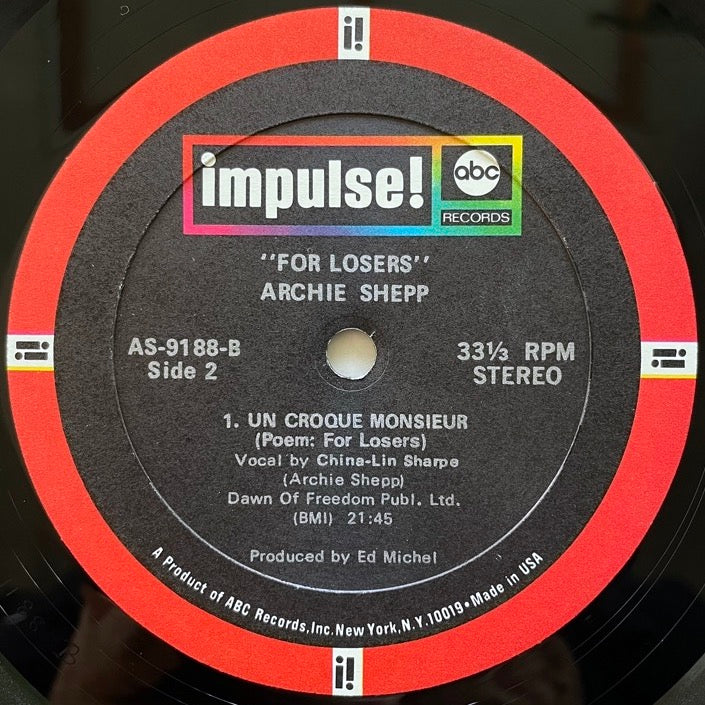 i!
impulse!
abc
RECORDS
"FOR LOSERS"
ARCHIE SHEPP
AS-9188-B
Side 2
33⅓ RPM
STEREO
i!
i!
1. UN CROQUE MONSIEUR
(Poem: For Losers)
Vocal by China-Lin Sharpe
(Archie Shepp)
Dawn Of Freedom Publ. Ltd.
(BMI) 21:45
Produced by Ed Michel
A Product of ABC Records, Inc. New York, N.Y. 10019 • Made in USA
i!